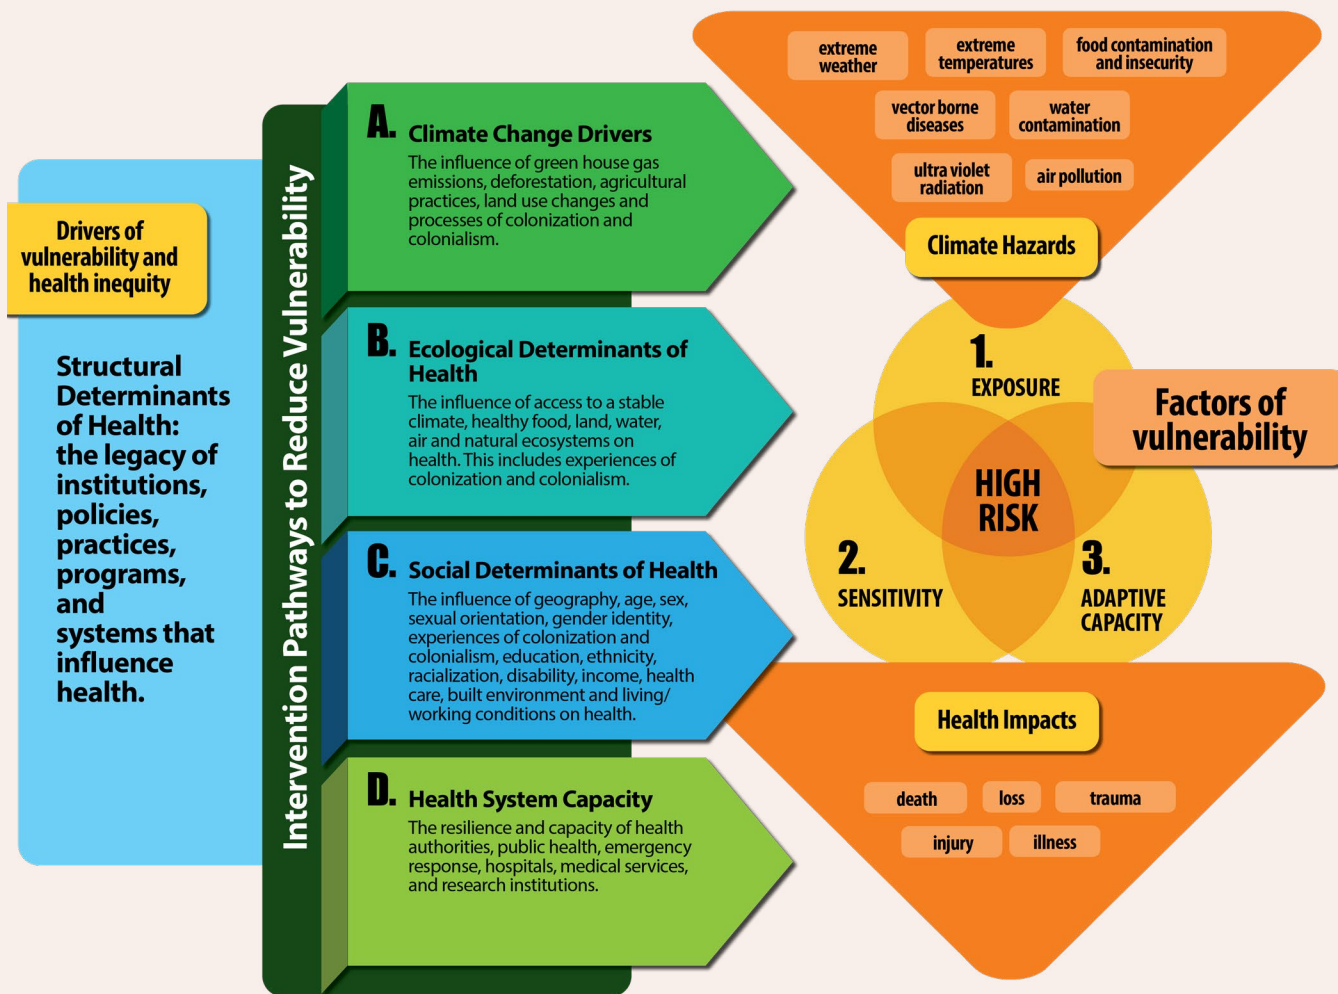 Drivers of
vulnerability and
health inequity
Structural
Determinants
of Health:
the legacy of
institutions,
policies,
practices,
programs,
and
systems that
influence
health.
Intervention Pathways to Reduce Vulnerability
A. Climate Change Drivers
The influence of green house gas
emissions, deforestation, agricultural
practices, land use changes and
processes of colonization and
colonialism.
B. Ecological Determinants of
Health
The influence of access to a stable
climate, healthy food, land, water,
air and natural ecosystems on
health. This includes experiences of
colonization and colonialism.
C. Social Determinants of Health
The influence of geography, age, sex,
sexual orientation, gender identity,
experiences of colonization and
colonialism, education, ethnicity,
racialization, disability, income, health
care, built environment and living/
working conditions on health.
D. Health System Capacity
The resilience and capacity of health
authorities, public health, emergency
response, hospitals, medical services,
and research institutions.
extreme
weather
extreme
temperatures
food contamination
and insecurity
vector borne
diseases
water
contamination
ultra violet
radiation
air pollution
Climate Hazards
1.
EXPOSURE
Factors of
vulnerability
HIGH
RISK
2.
SENSITIVITY
3.
ADAPTIVE
CAPACITY
Health Impacts
death
loss
trauma
injury
illness